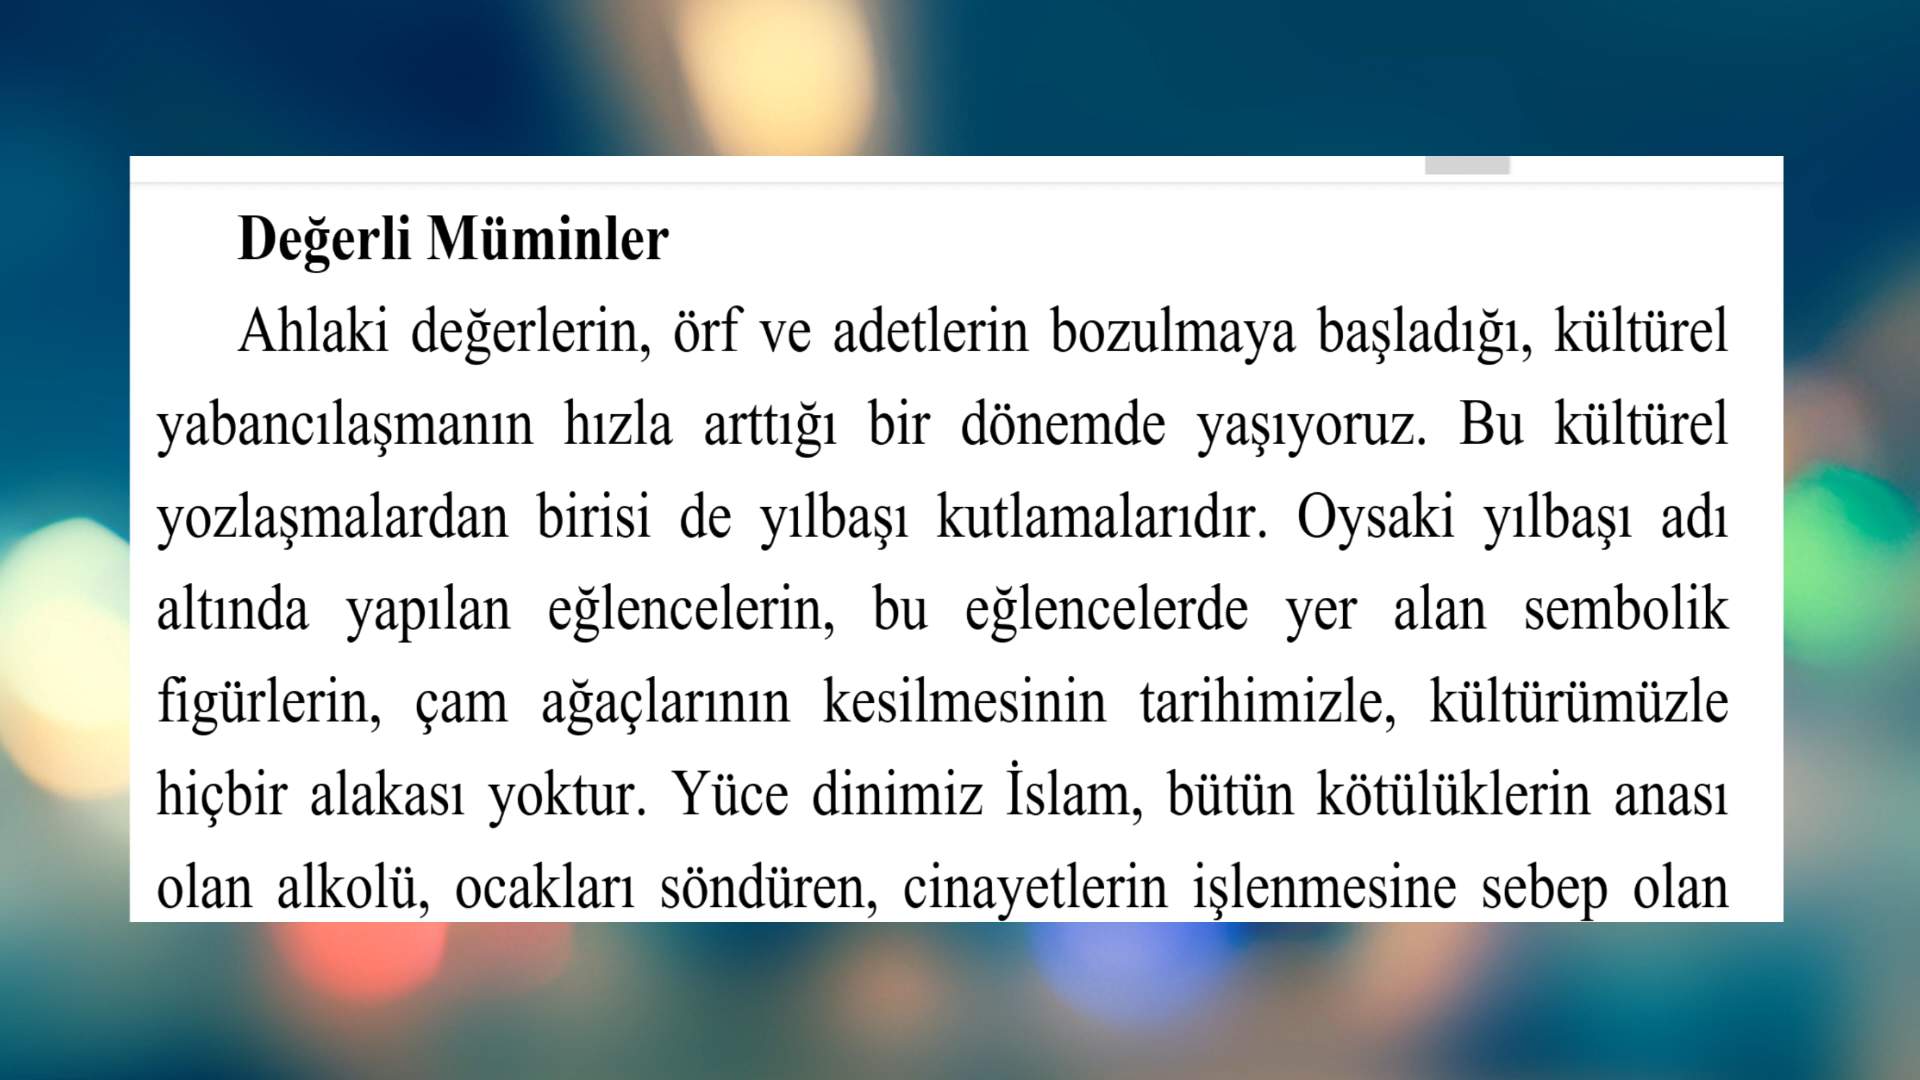 Değerli Müminler
Ahlaki değerlerin, örf ve adetlerin bozulmaya başladığı, kültürel
yabancılaşmanın hızla arttığı bir dönemde yaşıyoruz. Bu kültürel
yozlaşmalardan birisi de yılbaşı kutlamalarıdır. Oysaki yılbaşı adı
altında yapılan eğlencelerin, bu eğlencelerde yer alan sembolik
figürlerin, çam ağaçlarının kesilmesinin tarihimizle, kültürümüzle
hiçbir alakası yoktur. Yüce dinimiz İslam, bütün kötülüklerin anası
olan alkolü, ocakları söndüren, cinayetlerin işlenmesine sebep olan